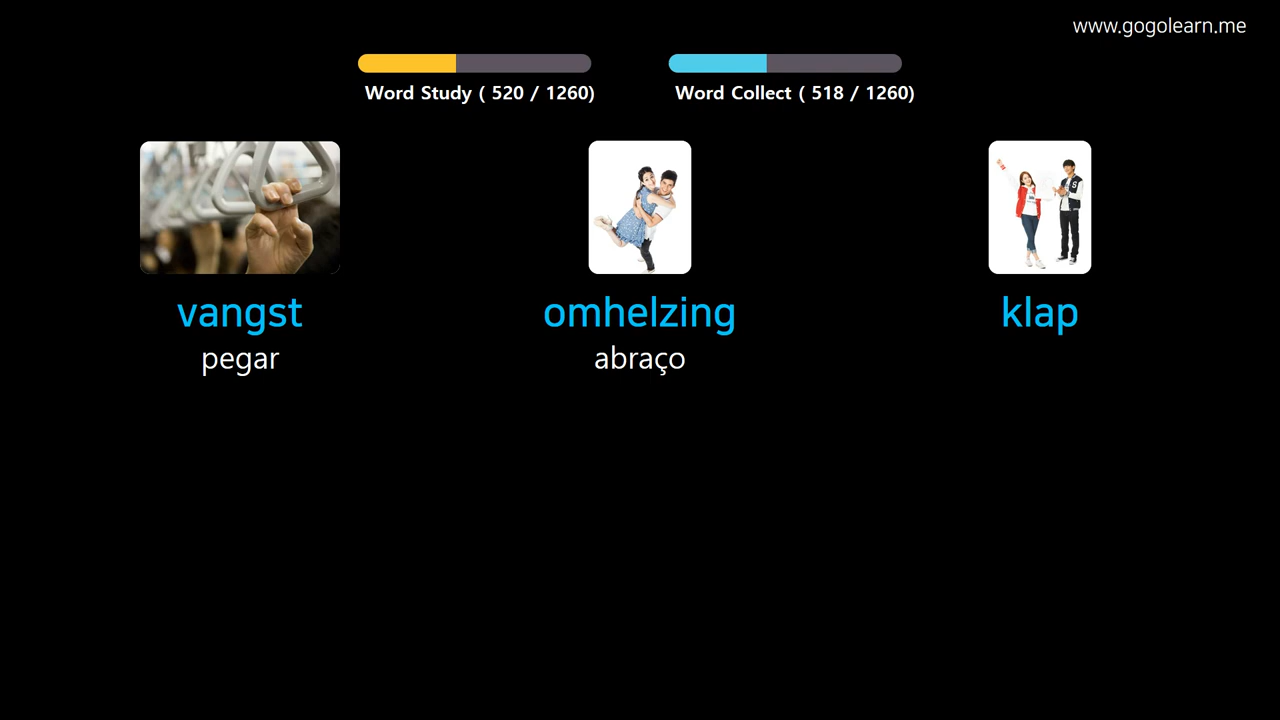 www.gogolearn.me
Word Study ( 520 / 1260)
Word Collect ( 518 / 1260)
vangst
pegar
omhelzing
abraço
klap